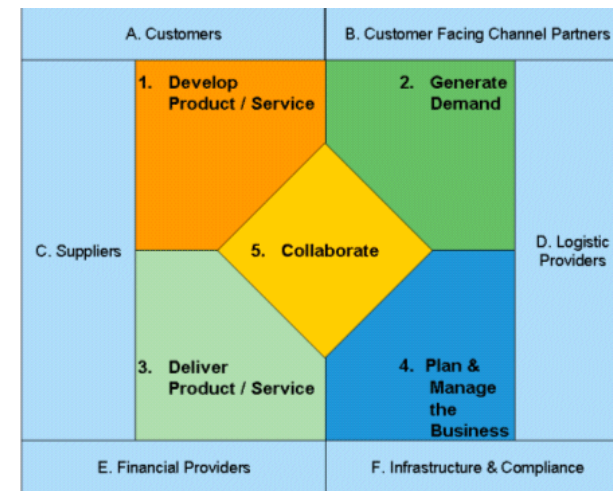 A. Customers
B. Customer Facing Channel Partners
1. Develop
Product / Service
2. Generate
Demand
C. Suppliers
5. Collaborate
D. Logistic
Providers
3. Deliver
Product / Service
4. Plan &
Manage
the
Business
E. Financial Providers
F. Infrastructure & Compliance